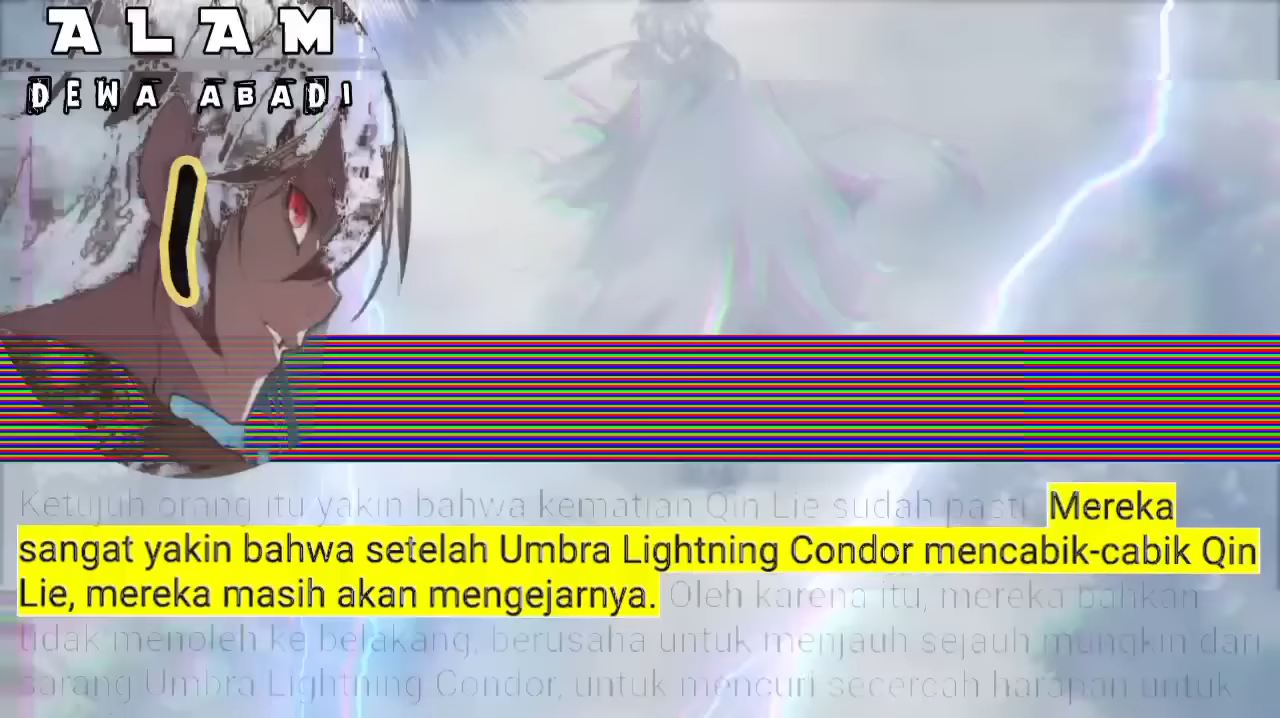 ALAM
DEWA ABADI
Ketujuh orang itu yakin bahwa kematian Qin Lie sudah pasti. Mereka
sangat yakin bahwa setelah Umbra Lightning Condor mencabik-cabik Qin
Lie, mereka masih akan mengejarnya. Oleh karena itu, mereka bahkan
tidak menoleh ke belakang, berusaha untuk menjauh sejauh mungkin dari
sarang Umbra Lightning Condor, untuk mencuri secercah harapan untuk